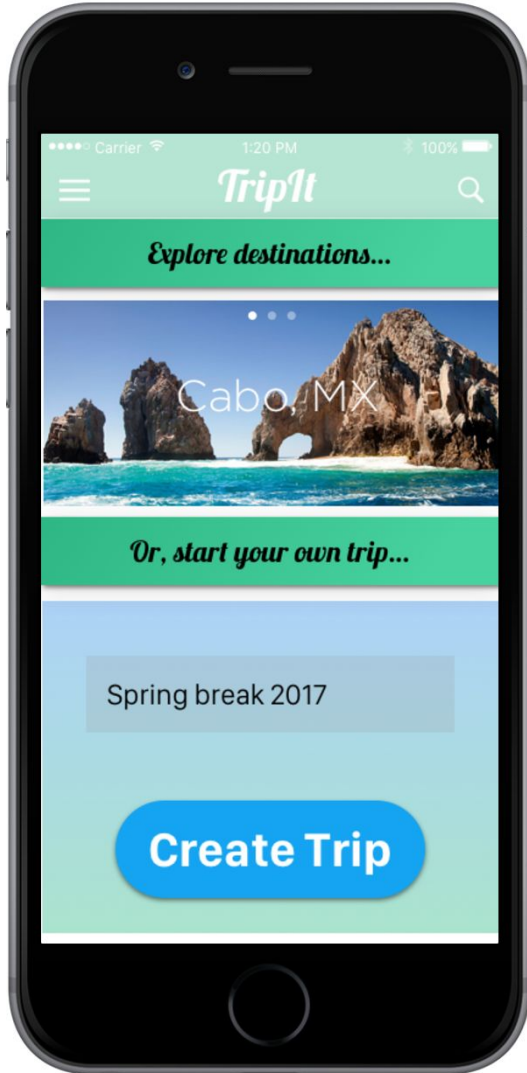 Carrier 1:20 PM 100%
TripIt
Explore destinations...
Cabo, MX
Or, start your own trip...
Spring break 2017
Create Trip